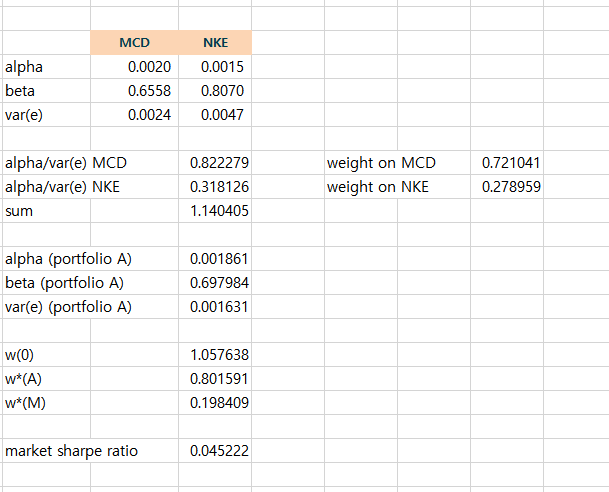 MCD NKE
alpha 0.0020 0.0015
beta 0.6558 0.8070
var(e) 0.0024 0.0047
alpha/var(e) MCD 0.822279 weight on MCD 0.721041
alpha/var(e) NKE 0.318126 weight on NKE 0.278959
sum 1.140405
alpha (portfolio A) 0.001861
beta (portfolio A) 0.697984
var(e) (portfolio A) 0.001631
w(0) 1.057638
w*(A) 0.801591
w*(M) 0.198409
market sharpe ratio 0.045222